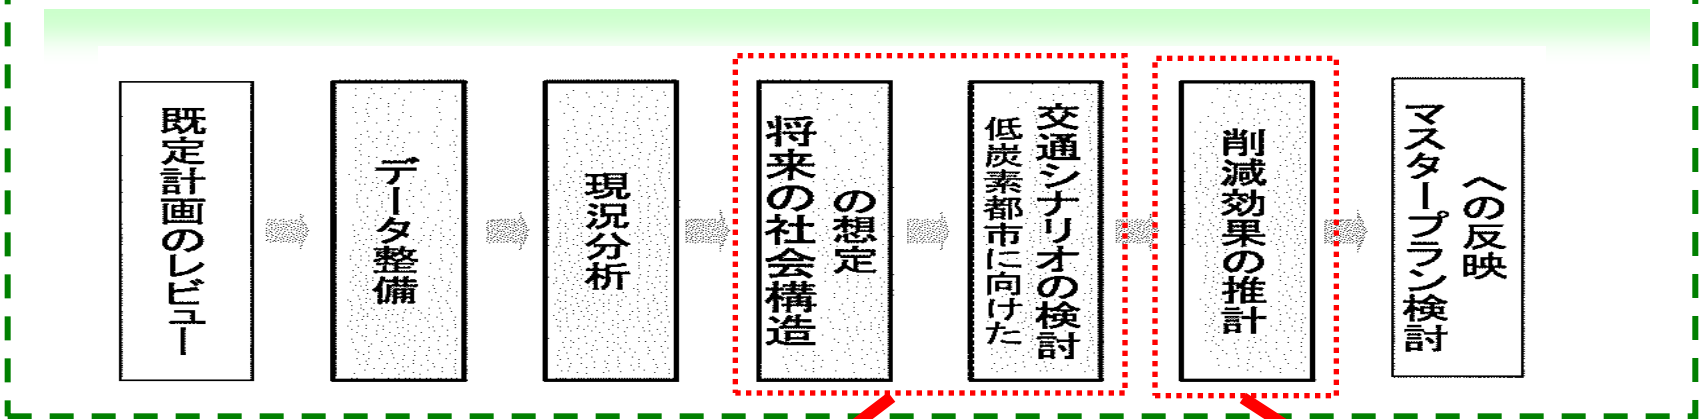 既定計画のレビュー
データ整備
現況分析
将来の社会構造
の想定
低炭素都市に向けた
交通シナリオの検討
削減効果の推計
マスタープラン検討
への反映